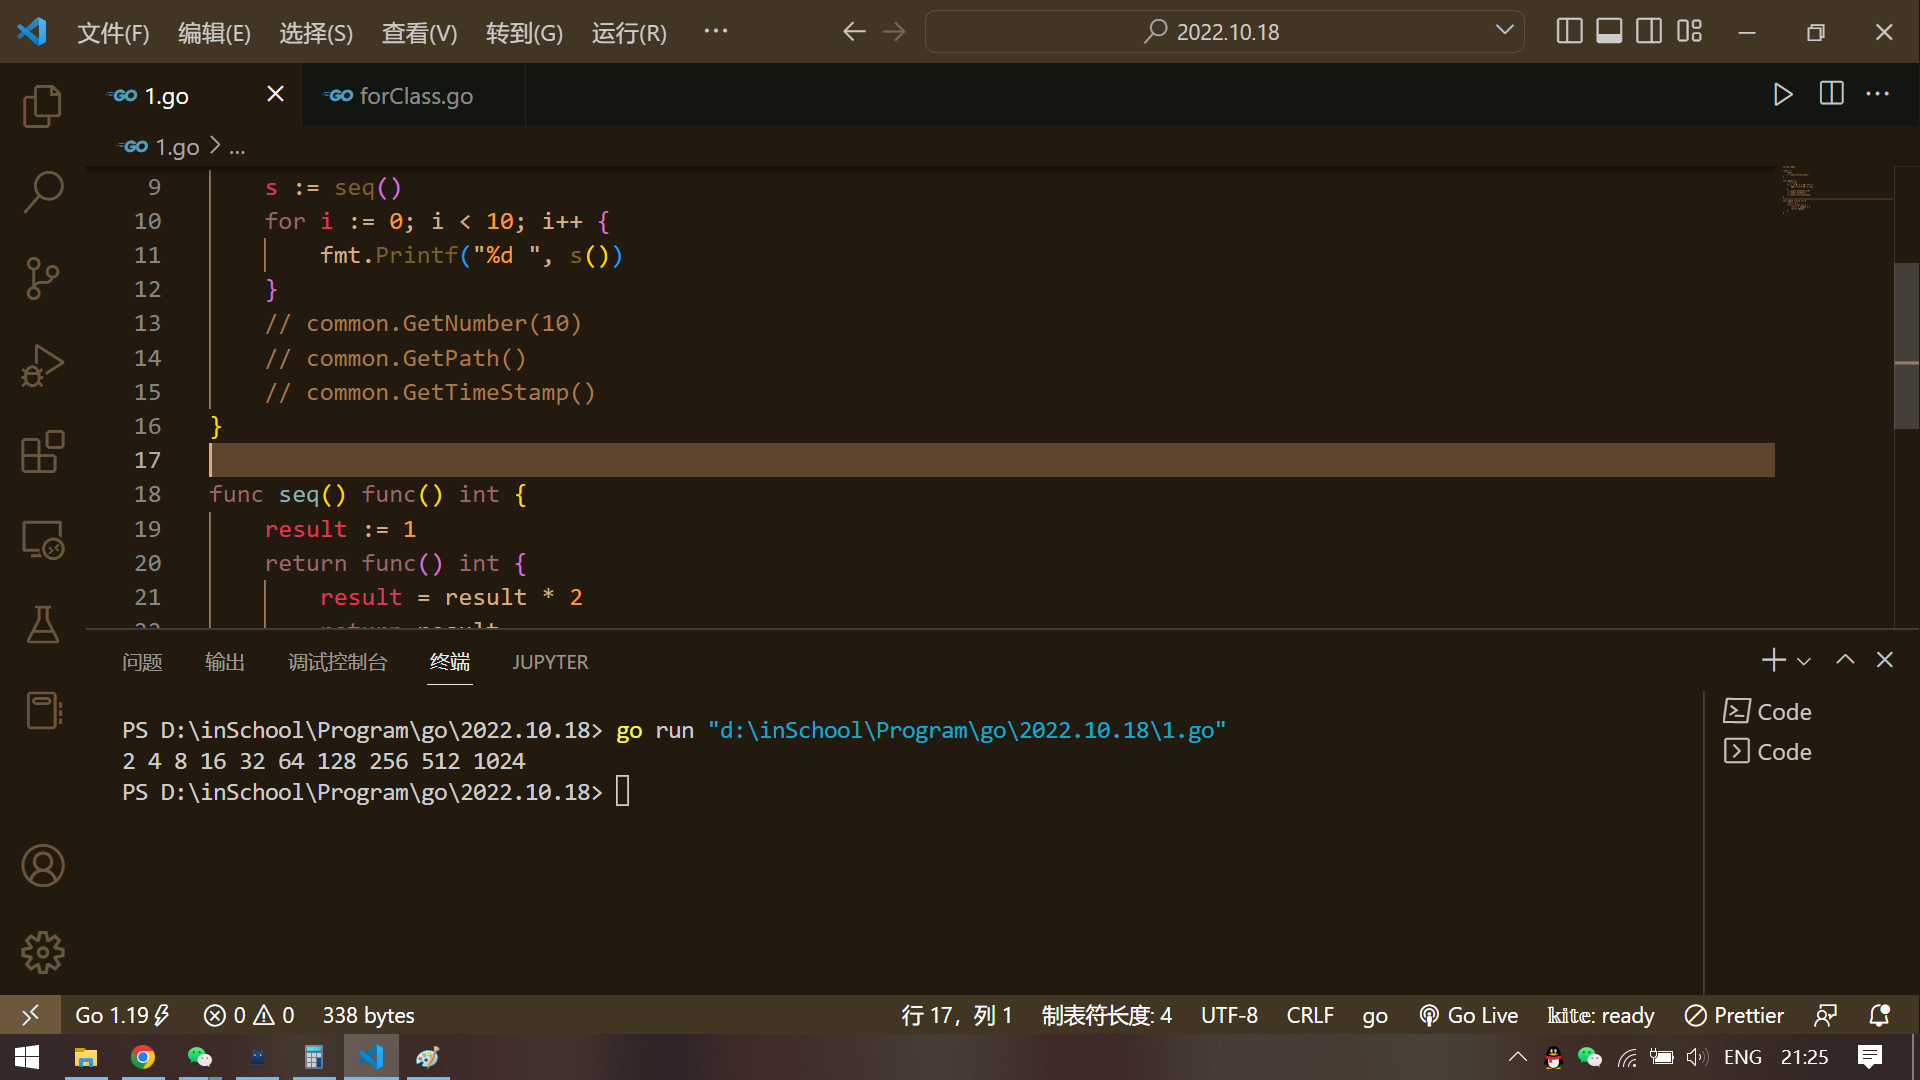 文件(F) 编辑(E) 选择(S) 查看(V) 转到(G) 运行(R) ··· 2022.10.18
GO 1.go GO forClass.go ···
GO 1.go > ...
9 s := seq()
10 for i := 0; i < 10; i++ {
11 fmt.Printf("%d ", s())
12 }
13 // common.GetNumber(10)
14 // common.GetPath()
15 // common.GetTimeStamp()
16 }
17
18 func seq() func() int {
19 result := 1
20 return func() int {
21 result = result * 2
22 return result
问题 输出 调试控制台 终端 JUPYTER
PS D:\inSchool\Program\go\2022.10.18> go run "d:\inSchool\Program\go\2022.10.18\1.go"
2 4 8 16 32 64 128 256 512 1024
PS D:\inSchool\Program\go\2022.10.18>
Code
Code
Go 1.19 0 0 338 bytes 行 17，列 1 制表符长度: 4 UTF-8 CRLF go Go Live kite: ready Prettier
ENG 21:25